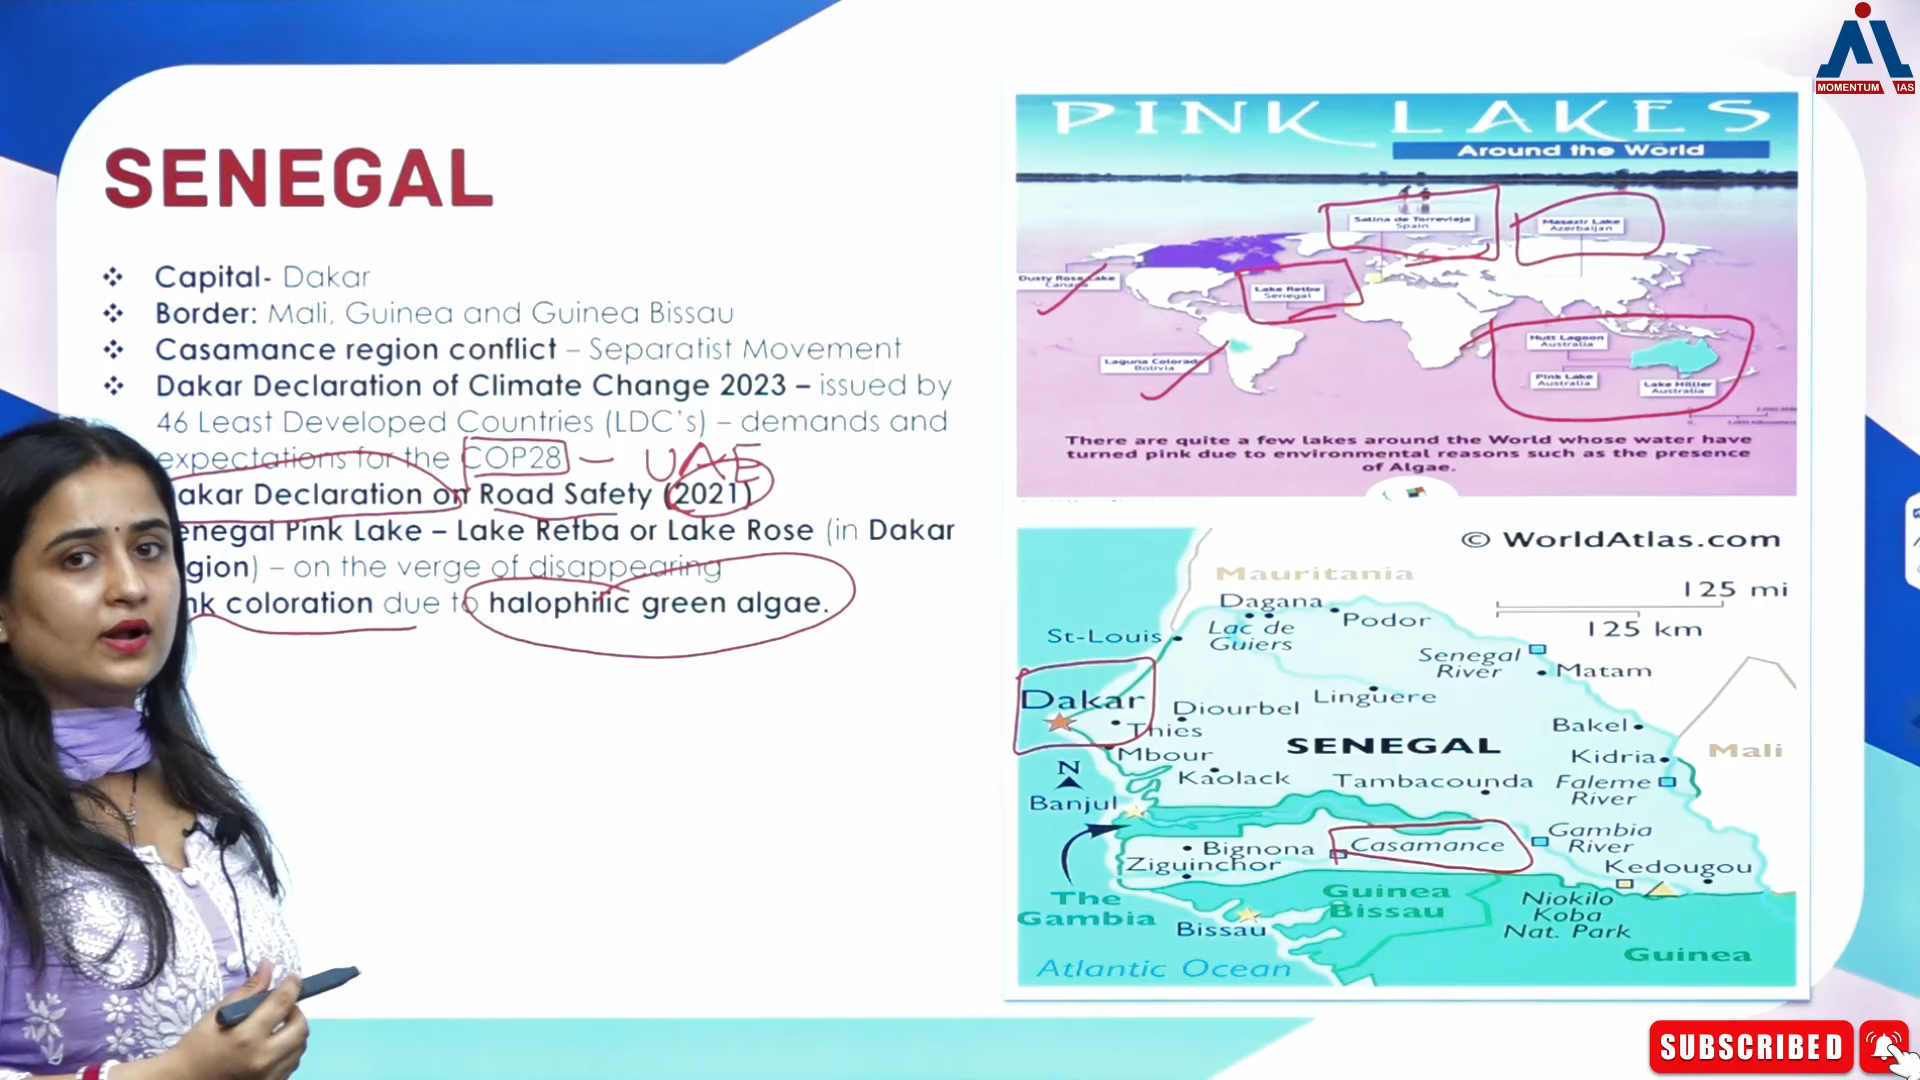 MOMENTUM IAS
SENEGAL
Capital- Dakar
Border: Mali, Guinea and Guinea Bissau
Casamance region conflict – Separatist Movement
Dakar Declaration of Climate Change 2023 – issued by
46 Least Developed Countries (LDC's) – demands and
expectations for the COP28 – UAE
akar Declaration on Road Safety (2021)
enegal Pink Lake – Lake Retba or Lake Rose (in Dakar
gion) – on the verge of disappearing
nk coloration due to halophilic green algae.
PINK LAKES
Around the World
Salina de Torrevieja
Spain
Masazir Lake
Azerbaijan
Dusty Rose Lake
Canada
Lake Retba
Senegal
Laguna Colorada
Bolivia
Hutt Lagoon
Australia
Pink Lake
Australia
Lake Hillier
Australia
There are quite a few lakes around the World whose water have
turned pink due to environmental reasons such as the presence
of Algae.
© WorldAtlas.com
Mauritania
125 mi
125 km
Dagana
Podor
Lac de
Guiers
St-Louis
Senegal
River
Matam
Dakar
Linguere
Diourbel
Thies
Bakel
SENEGAL
Mbour
Kidria
Mali
N
Kaolack
Tambacounda
Faleme
River
Banjul
Gambia
River
Bignona
Casamance
Ziguinchor
Kedougou
The
Gambia
Guinea
Bissau
Niokilo
Koba
Nat. Park
Bissau
Guinea
Atlantic Ocean
SUBSCRIBED